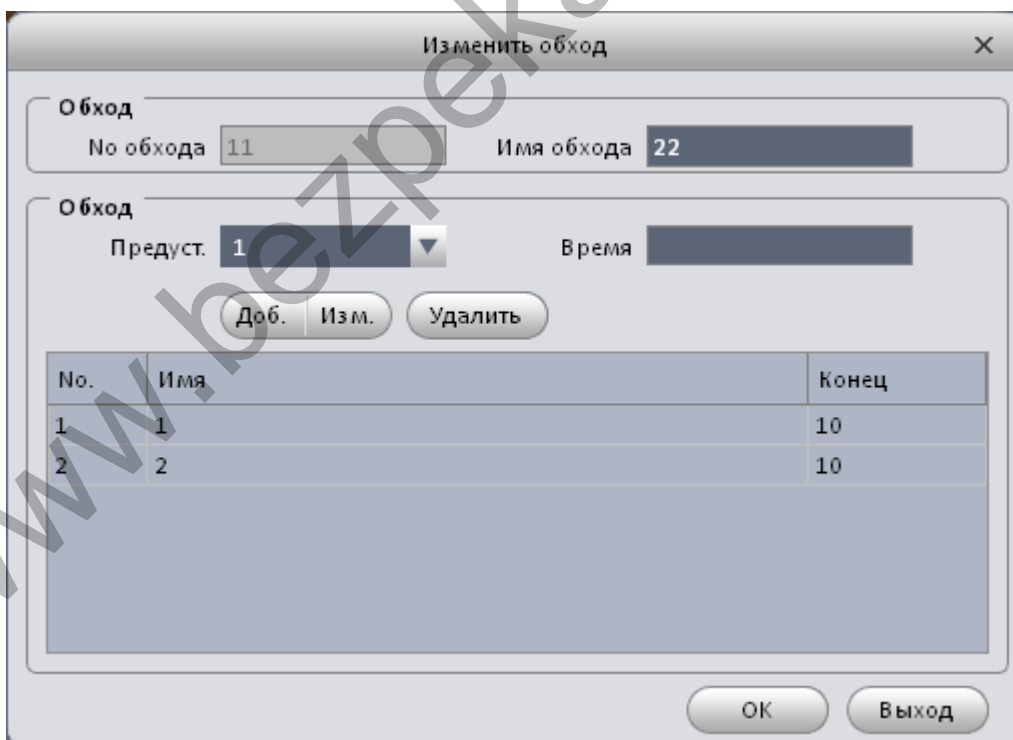 Изменить обход
Обход
No обхода 11 Имя обхода 22
Обход
Предуст. 1 Время
Доб. Изм. Удалить
No. Имя Конец
1 1 10
2 2 10
OK Выход
www.bezpeka